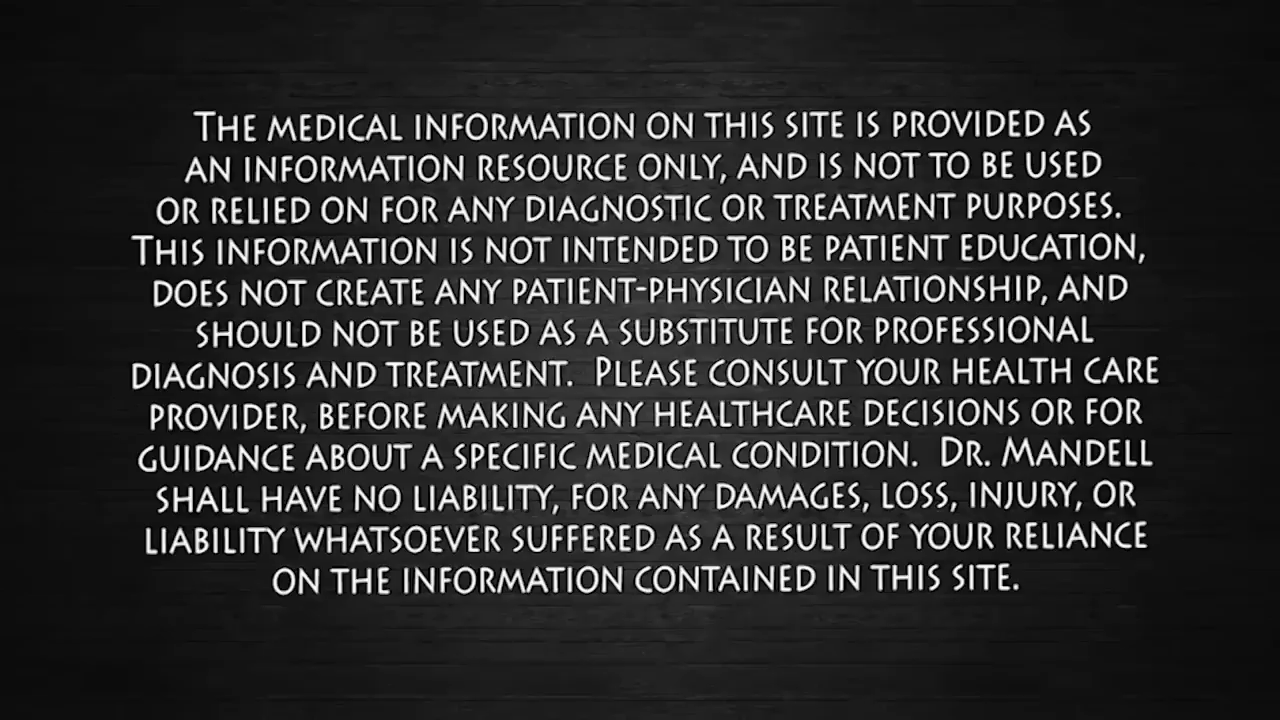 THE MEDICAL INFORMATION ON THIS SITE IS PROVIDED AS
AN INFORMATION RESOURCE ONLY, AND IS NOT TO BE USED
OR RELIED ON FOR ANY DIAGNOSTIC OR TREATMENT PURPOSES.
THIS INFORMATION IS NOT INTENDED TO BE PATIENT EDUCATION,
DOES NOT CREATE ANY PATIENT-PHYSICIAN RELATIONSHIP, AND
SHOULD NOT BE USED AS A SUBSTITUTE FOR PROFESSIONAL
DIAGNOSIS AND TREATMENT. PLEASE CONSULT YOUR HEALTH CARE
PROVIDER, BEFORE MAKING ANY HEALTHCARE DECISIONS OR FOR
GUIDANCE ABOUT A SPECIFIC MEDICAL CONDITION. DR. MANDELL
SHALL HAVE NO LIABILITY, FOR ANY DAMAGES, LOSS, INJURY, OR
LIABILITY WHATSOEVER SUFFERED AS A RESULT OF YOUR RELIANCE
ON THE INFORMATION CONTAINED IN THIS SITE.